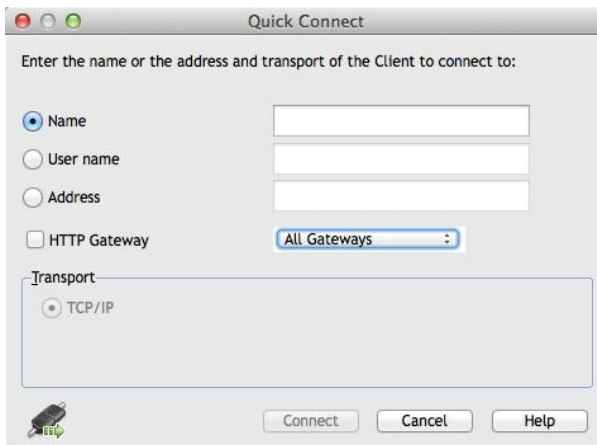 Quick Connect
Enter the name or the address and transport of the Client to connect to:
Name
User name
Address
HTTP Gateway All Gateways
Transport
TCP/IP
Connect Cancel Help